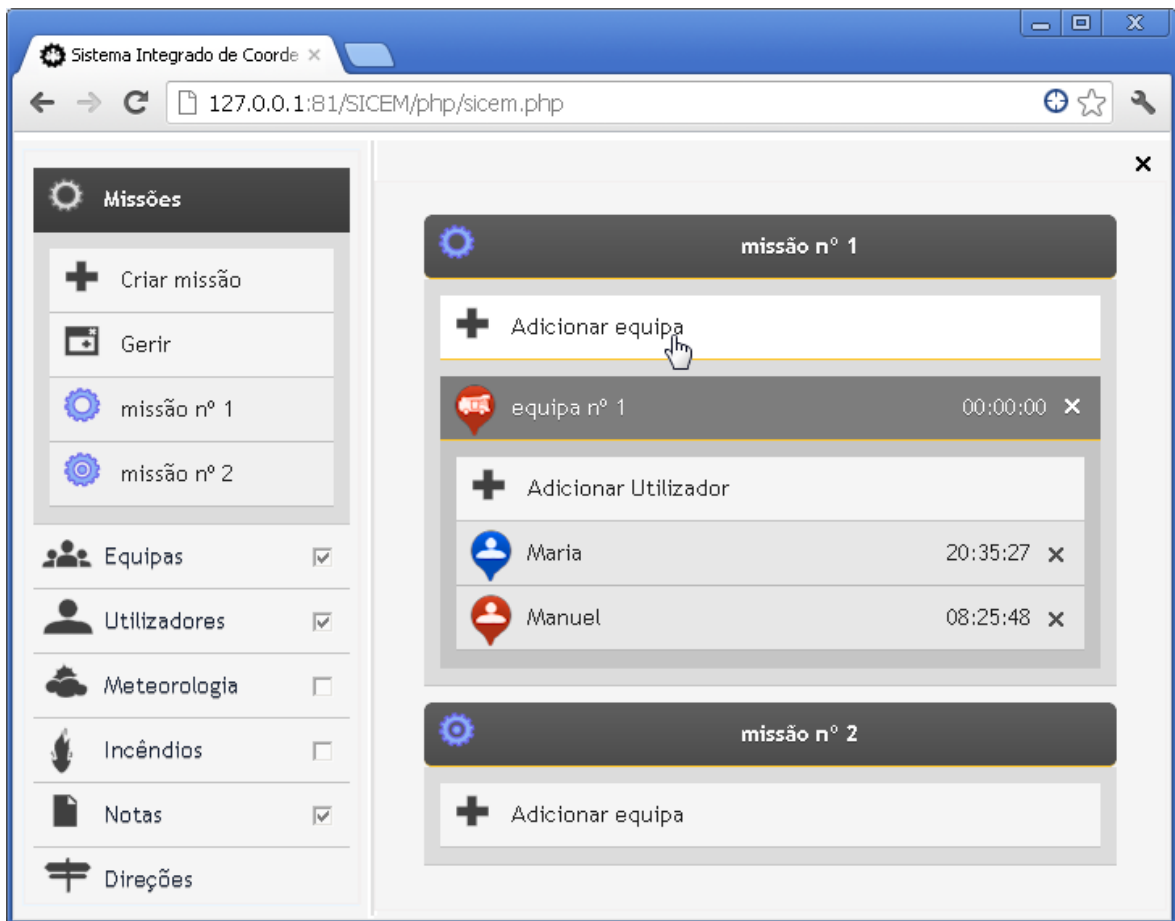 Sistema Integrado de Coorde
127.0.0.1:81/SICEM/php/sicem.php
Missões
Criar missão
Gerir
missão nº 1
missão nº 2
Equipas
Utilizadores
Meteorologia
Incêndios
Notas
Direções
missão nº 1
Adicionar equipa
equipa nº 1 00:00:00
Adicionar Utilizador
Maria 20:35:27
Manuel 08:25:48
missão nº 2
Adicionar equipa